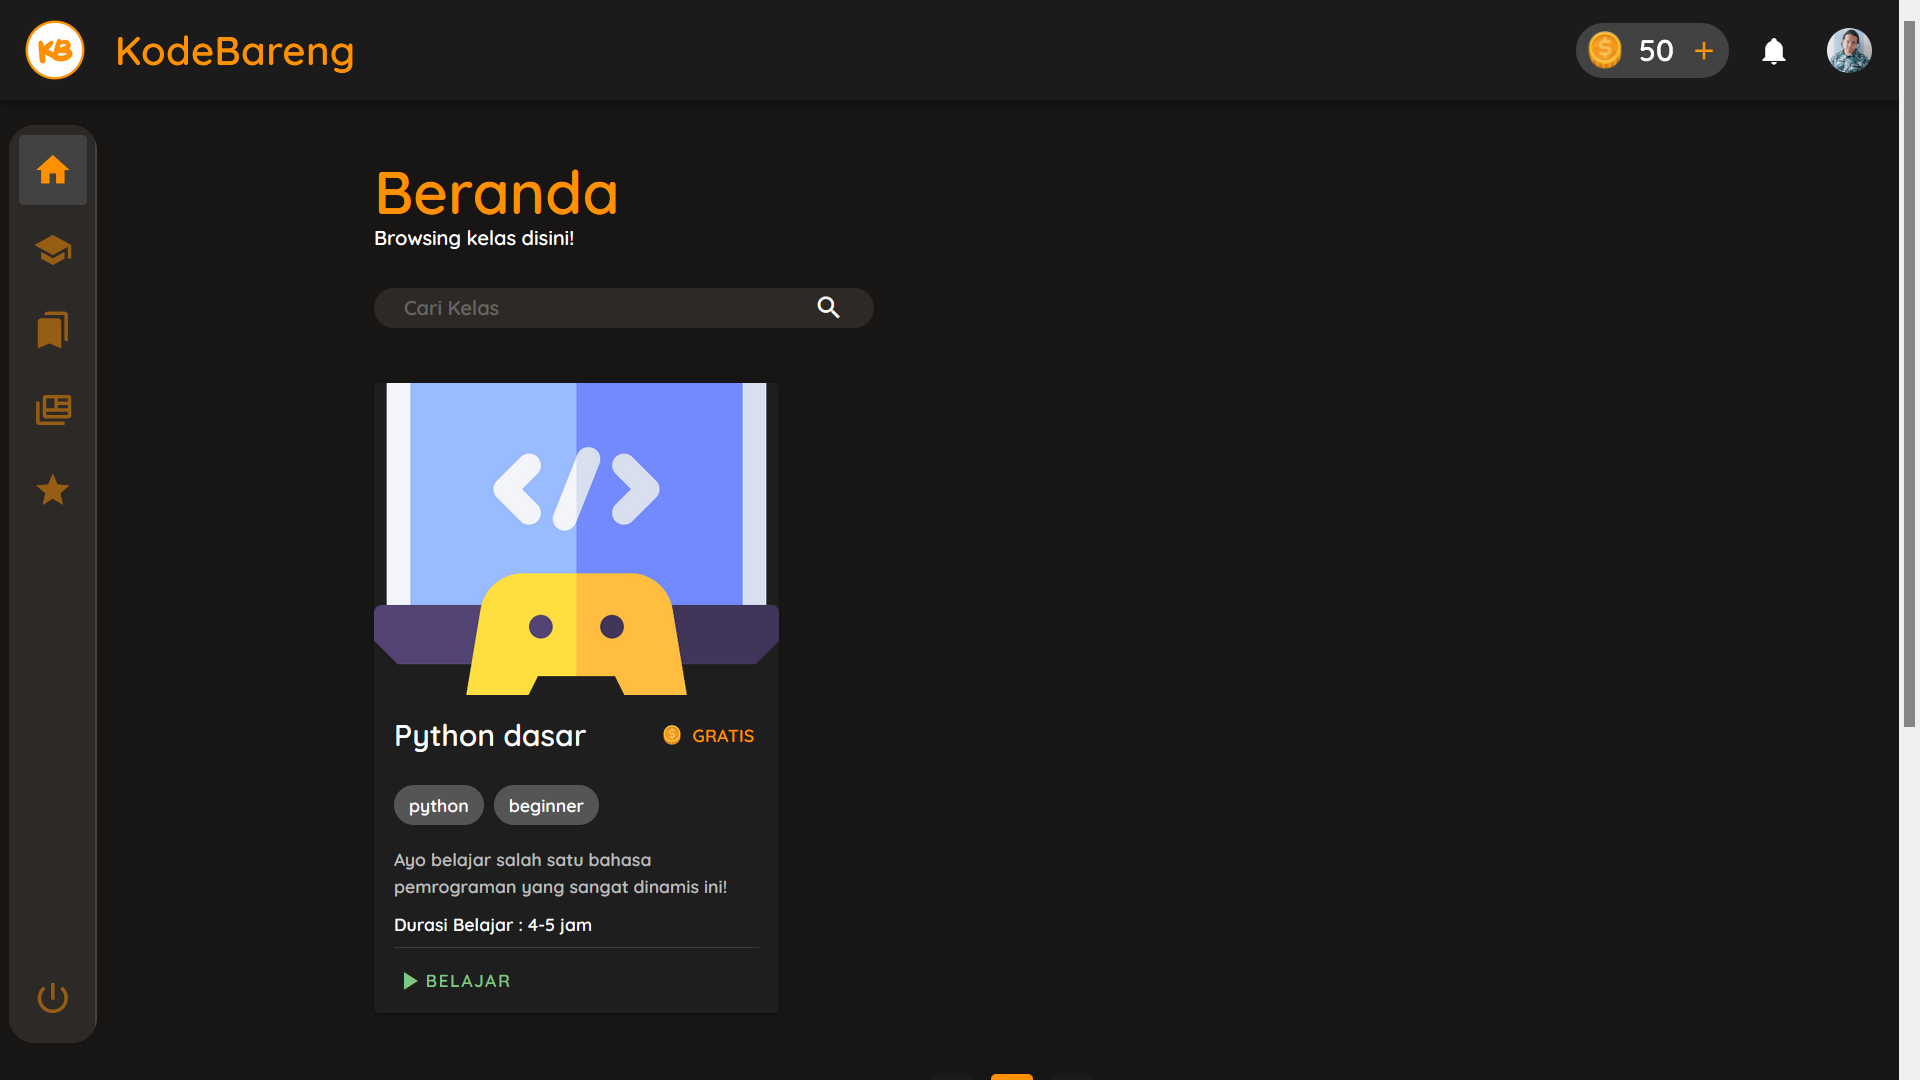 KB
KodeBareng
50
Beranda
Browsing kelas disini!
Cari Kelas
Python dasar
GRATIS
python
beginner
Ayo belajar salah satu bahasa
pemrograman yang sangat dinamis ini!
Durasi Belajar : 4-5 jam
BELAJAR